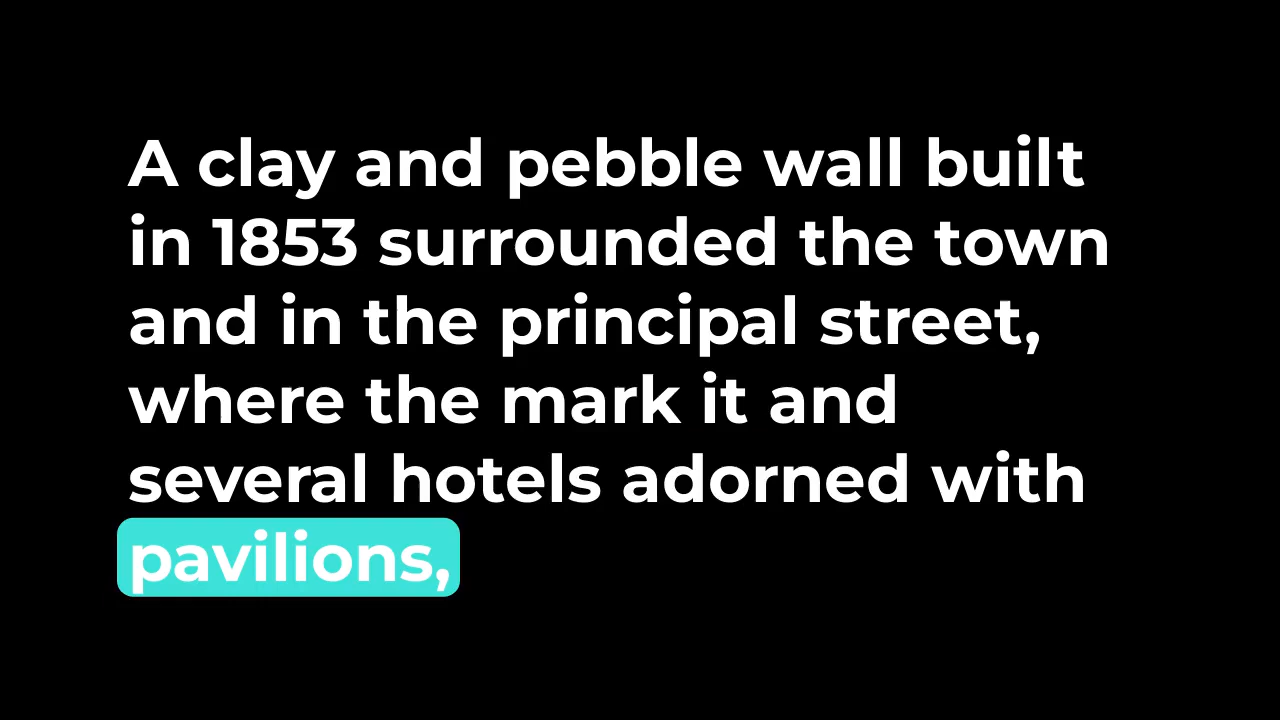 A clay and pebble wall built
in 1853 surrounded the town
and in the principal street,
where the mark it and
several hotels adorned with
pavilions,